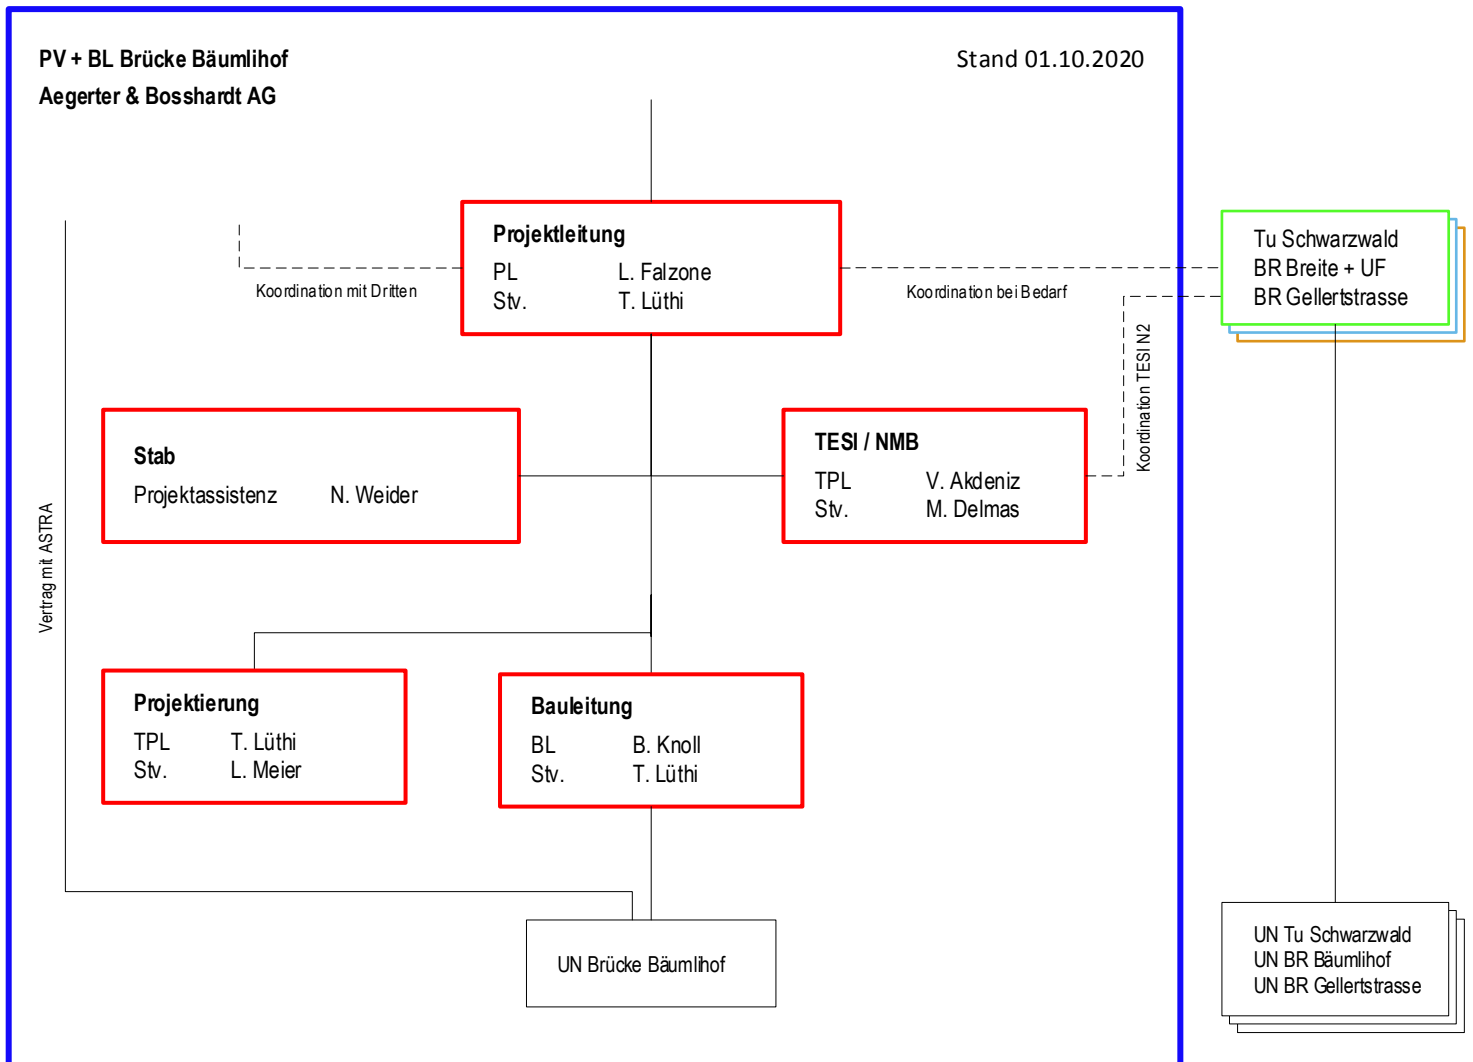 PV + BL Brücke Bäumlihof
Stand 01.10.2020
Aegerter & Bosshardt AG
Projektleitung
PL L. Falzone
Stv. T. Lüthi
Koordination mit Dritten
Koordination bei Bedarf
Tu Schwarzwald
BR Breite + UF
BR Gellertstrasse
Koordination TESI N2
Stab
Projektassistenz N. Weider
TESI / NMB
TPL V. Akdeniz
Stv. M. Delmas
Vertrag mit ASTRA
Projektierung
TPL T. Lüthi
Stv. L. Meier
Bauleitung
BL B. Knoll
Stv. T. Lüthi
UN Brücke Bäumlihof
UN Tu Schwarzwald
UN BR Bäumlihof
UN BR Gellertstrasse